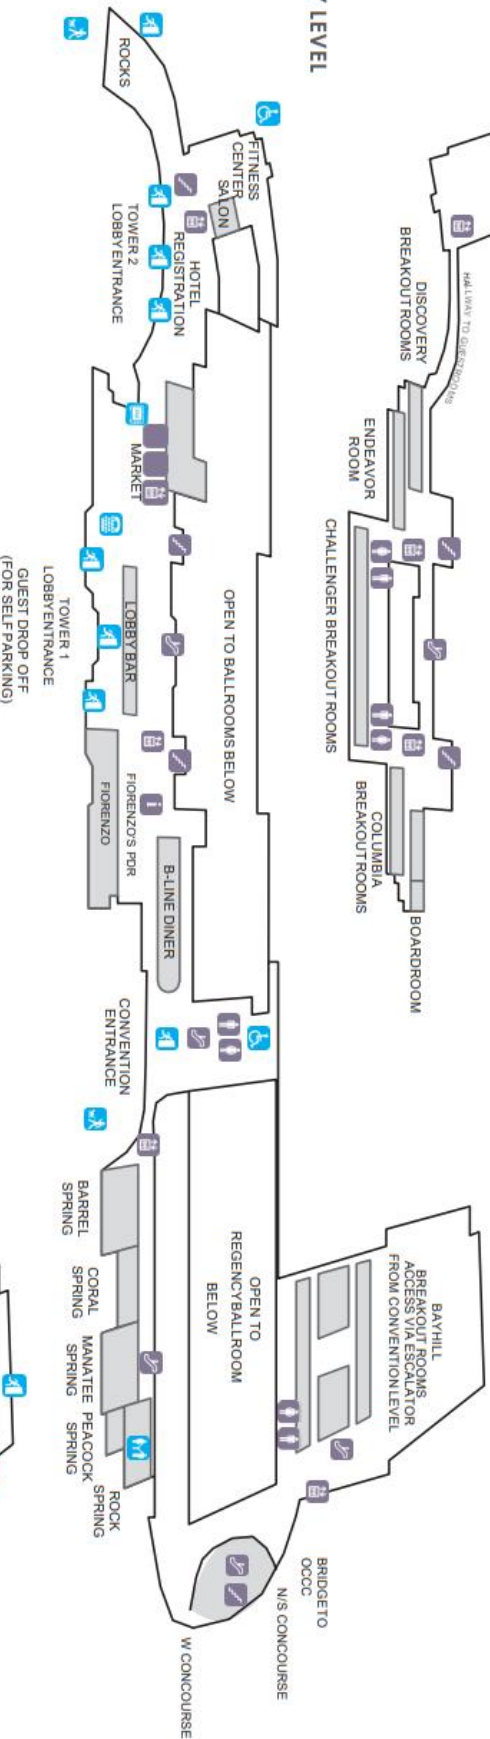 LEVEL
HALLWAY TO GUESTROOMS
DISCOVERY
BREAKOUT ROOMS
ENDEAVOR
ROOM
CHALLENGER BREAKOUT ROOMS
COLUMBIA
BREAKOUT ROOMS
BOARDROOM
ROCKS
FITNESS
CENTER
SALON
HOTEL
REGISTRATION
TOWER 2
LOBBY ENTRANCE
MARKET
OPEN TO BALLROOMS BELOW
LOBBY BAR
TOWER 1
LOBBY ENTRANCE
GUEST DROP OFF
(FOR SELF PARKING)
FIORENZO
FIORENZO'S PDR
B-LINE DINER
CONVENTION
ENTRANCE
BAYHILL
BREAKOUT ROOMS
ACCESS VIA ESCALATOR
FROM CONVENTION LEVEL
OPEN TO
REGENCY BALLROOM
BELOW
BARREL
SPRING
CORAL
SPRING
MANATEE
SPRING
PEACOCK
SPRING
ROCK
SPRING
BRIDGE TO
OCCC
N/S CONCOURSE
W CONCOURSE